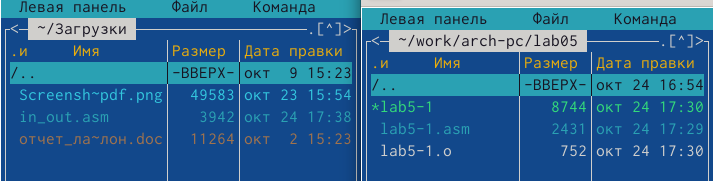 Левая панель Файл Команда
<─ ~/Загрузки .[^]>
.и Имя Размер Дата правки
/.. -ВВЕРХ- окт 9 15:23
Screensh~pdf.png 49583 окт 23 15:54
in_out.asm 3942 окт 24 17:38
отчет_ла~лон.doc 11264 окт 2 15:23
Левая панель Файл Команда
<─ ~/work/arch-pc/lab05 .[^]>
.и Имя Размер Дата правки
/.. -ВВЕРХ- окт 24 16:54
*lab5-1 8744 окт 24 17:30
lab5-1.asm 2431 окт 24 17:29
lab5-1.o 752 окт 24 17:30